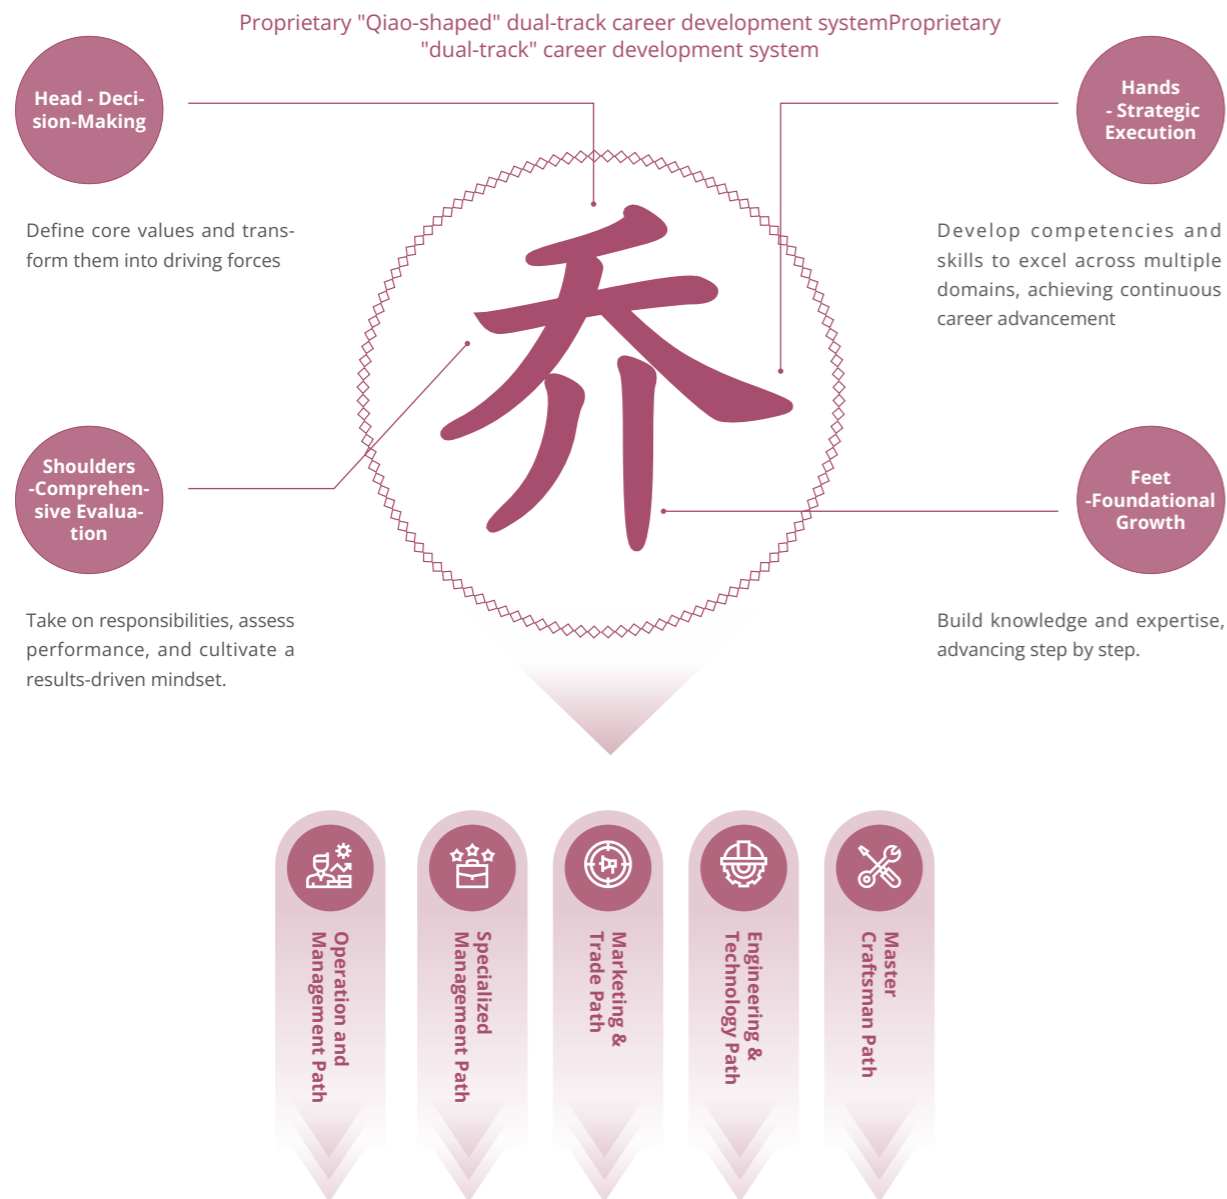 Proprietary "Qiao-shaped" dual-track career development systemProprietary
"dual-track" career development system
Head - Deci-
sion-Making
Define core values and trans-
form them into driving forces
Hands
- Strategic
Execution
Develop competencies and
skills to excel across multiple
domains, achieving continuous
career advancement
乔
Shoulders
-Comprehen-
sive Evalua-
tion
Take on responsibilities, assess
performance, and cultivate a
results-driven mindset.
Feet
-Foundational
Growth
Build knowledge and expertise,
advancing step by step.
Operation and
Management Path
Specialized
Management Path
Marketing &
Trade Path
Engineering &
Technology Path
Master
Craftsman Path